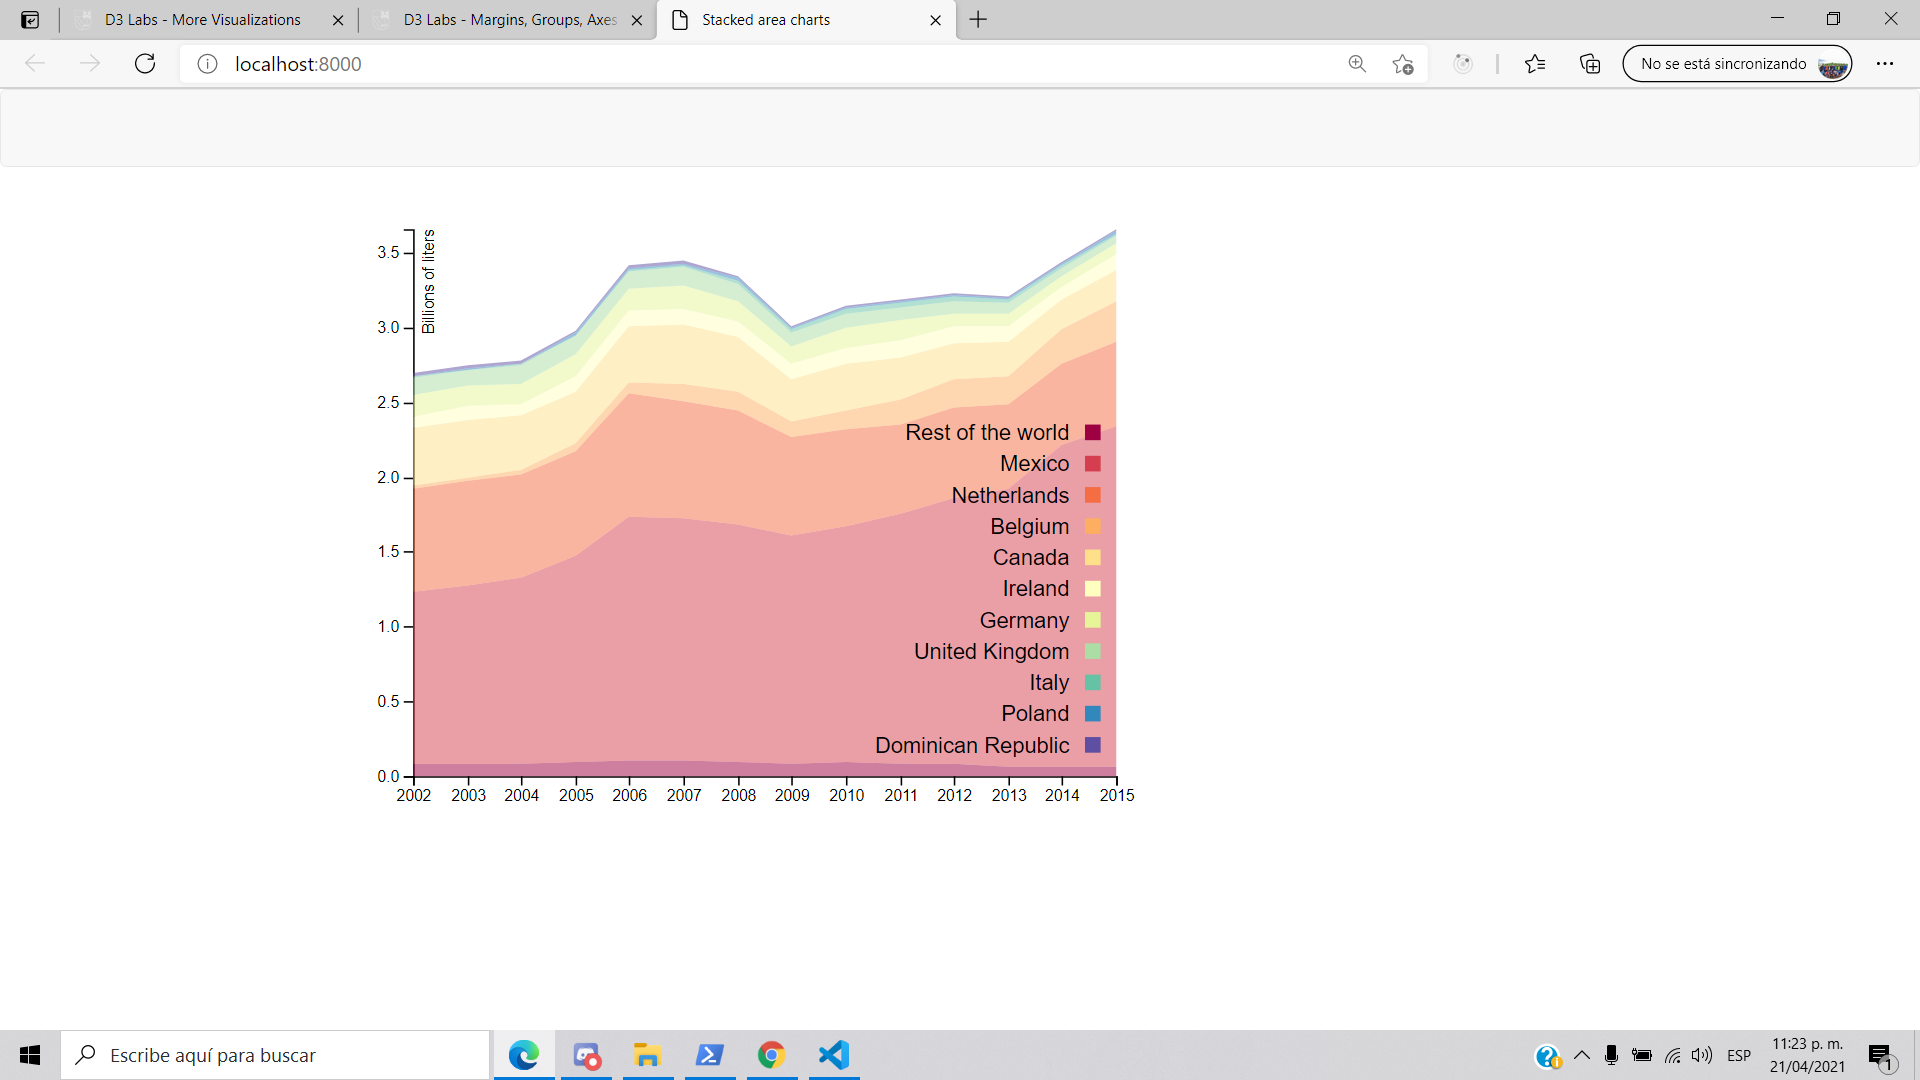 D3 Labs - More Visualizations
D3 Labs - Margins, Groups, Axes
Stacked area charts
localhost:8000
No se está sincronizando
Billions of liters
3.5
3.0
2.5
2.0
1.5
1.0
0.5
0.0
Rest of the world
Mexico
Netherlands
Belgium
Canada
Ireland
Germany
United Kingdom
Italy
Poland
Dominican Republic
2002 2003 2004 2005 2006 2007 2008 2009 2010 2011 2012 2013 2014 2015
Escribe aquí para buscar
ESP
11:23 p. m.
21/04/2021
1